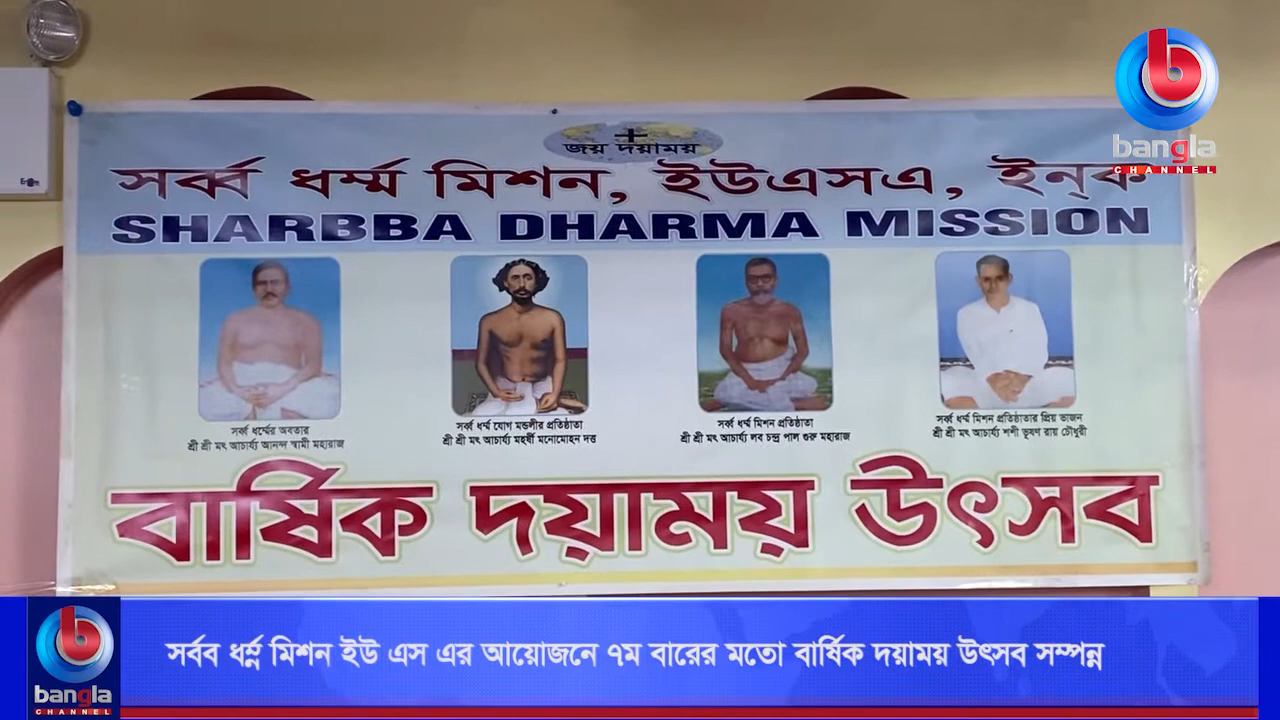 bangla
CHANNEL
জয় দয়াময়
সর্ব্ব ধর্ম্ম মিশন, ইউএসএ, ইন্‌ক
SHARBBA DHARMA MISSION
সর্ব্ব ধর্ম্মের অবতার
শ্রী শ্রী মৎ আচার্য্য আনন্দ স্বামী মহারাজ
সর্ব্ব ধর্ম্ম যোগ মন্ডলীর প্রতিষ্ঠাতা
শ্রী শ্রী মৎ আচার্য্য মহর্ষী মনোমোহন দত্ত
সর্ব্ব ধর্ম্ম মিশন প্রতিষ্ঠাতা
শ্রী শ্রী মৎ আচার্য্য লব চন্দ্র পাল গুরু মহারাজ
সর্ব্ব ধর্ম্ম মিশন প্রতিষ্ঠাতার প্রিয় ভাজন
শ্রী শ্রী মৎ আচার্য্য শশী ভূষণ রায় চৌধুরী
বার্ষিক দয়াময় উৎসব
সর্বব ধর্ম্ন মিশন ইউ এস এর আয়োজনে ৭ম বারের মতো বার্ষিক দয়াময় উৎসব সম্পন্ন
bangla
CHANNEL